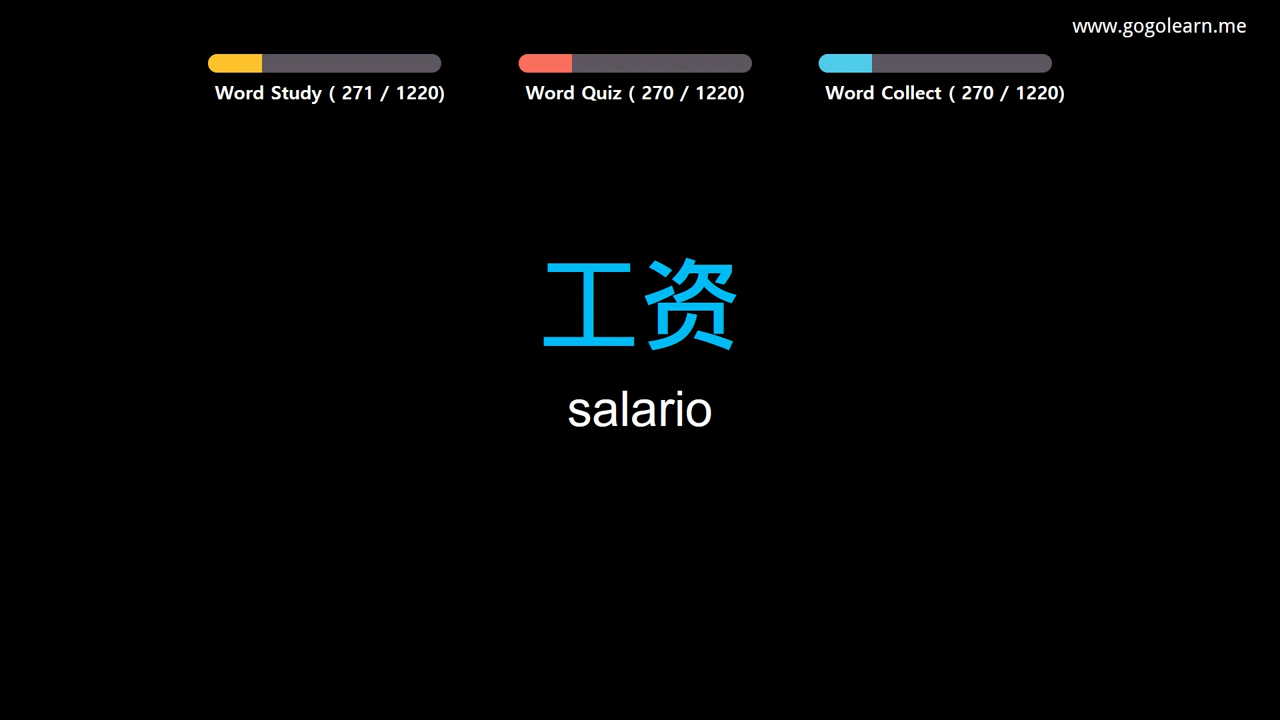 www.gogolearn.me
Word Study ( 271 / 1220)
Word Quiz ( 270 / 1220)
Word Collect ( 270 / 1220)
工资
salario